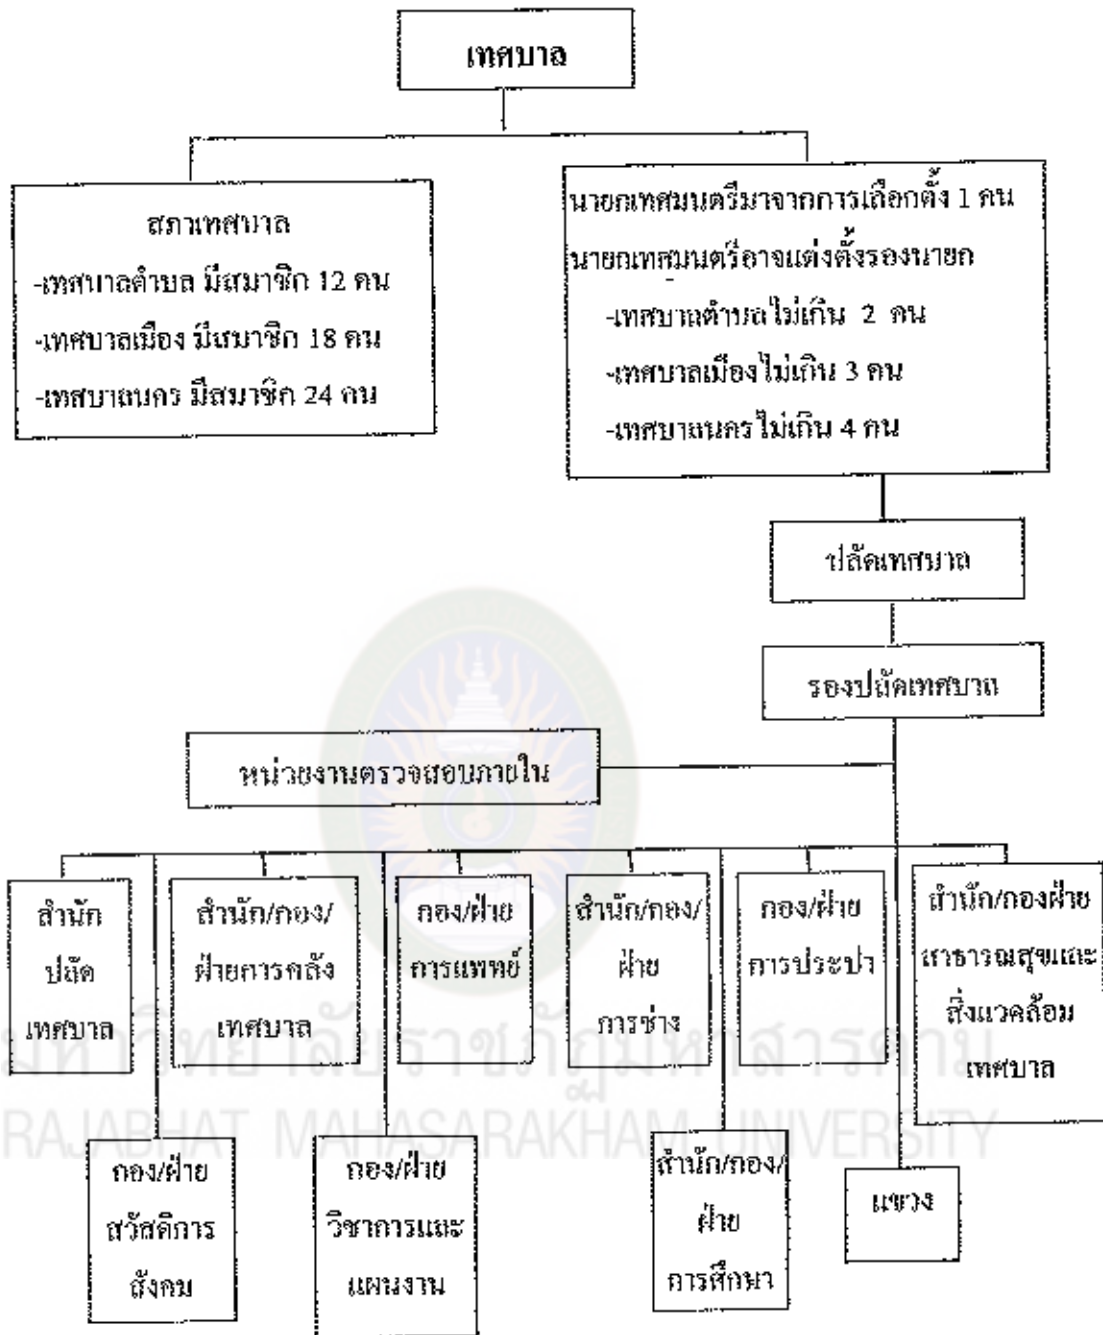 เทศบาล
สภาเทศบาล
-เทศบาลตำบล มีสมาชิก 12 คน
-เทศบาลเมือง มีสมาชิก 18 คน
-เทศบาลนคร มีสมาชิก 24 คน
นายกเทศมนตรีมาจากการเลือกตั้ง 1 คน
นายกเทศมนตรีอาจแต่งตั้งรองนายก
-เทศบาลตำบลไม่เกิน 2 คน
-เทศบาลเมืองไม่เกิน 3 คน
-เทศบาลนครไม่เกิน 4 คน
ปลัดเทศบาล
รองปลัดเทศบาล
หน่วยงานตรวจสอบภายใน
สำนัก
ปลัด
เทศบาล
สำนัก/กอง/
ฝ่ายการคลัง
เทศบาล
กอง/ฝ่าย
การแพทย์
สำนัก/กอง/
ฝ่าย
การช่าง
กอง/ฝ่าย
การประปา
สำนัก/กองฝ่าย
สาธารณสุขและ
สิ่งแวดล้อม
เทศบาล
มหาวิทยาลัยราชภัฏมหาสารคาม
RAJABHAT MAHASARAKHAM UNIVERSITY
กอง/ฝ่าย
สวัสดิการ
สังคม
กอง/ฝ่าย
วิชาการและ
แผนงาน
สำนัก/กอง/
ฝ่าย
การศึกษา
แขวง